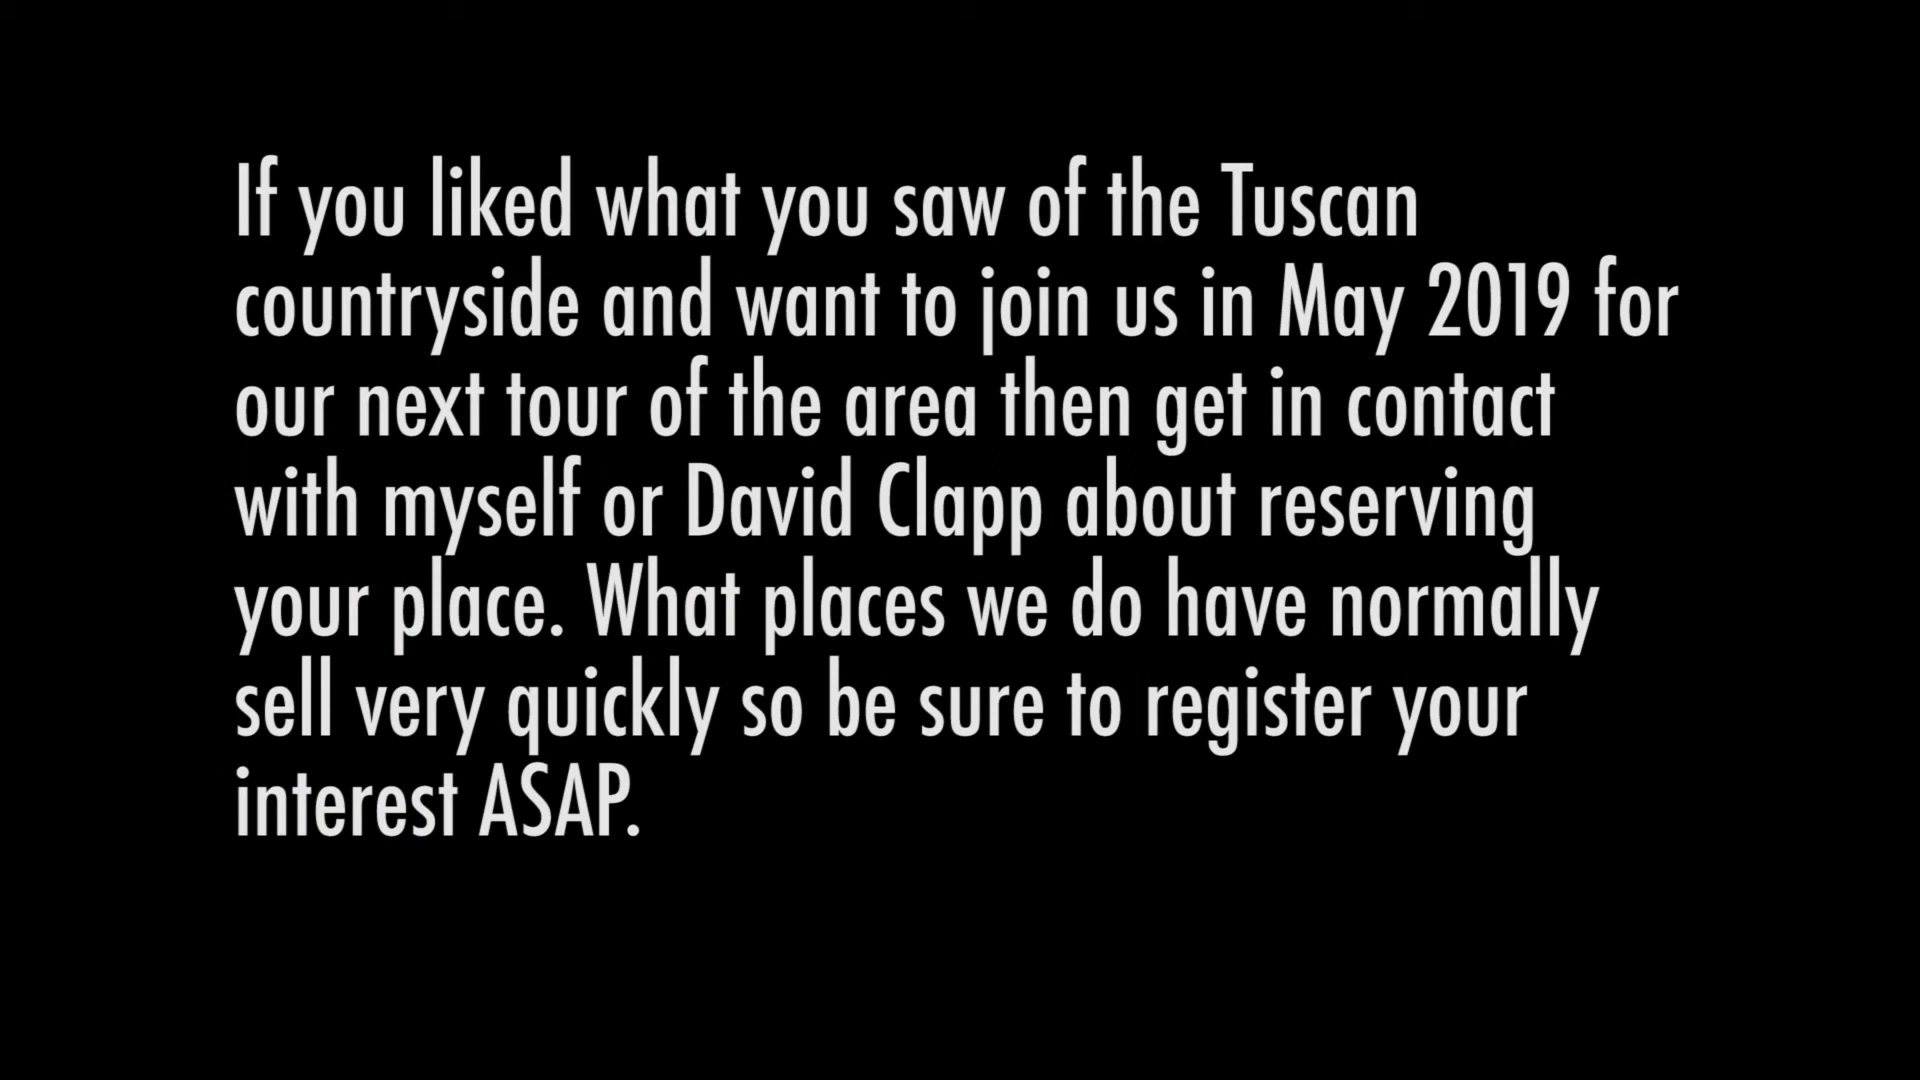 If you liked what you saw of the Tuscan
countryside and want to join us in May 2019 for
our next tour of the area then get in contact
with myself or David Clapp about reserving
your place. What places we do have normally
sell very quickly so be sure to register your
interest ASAP.